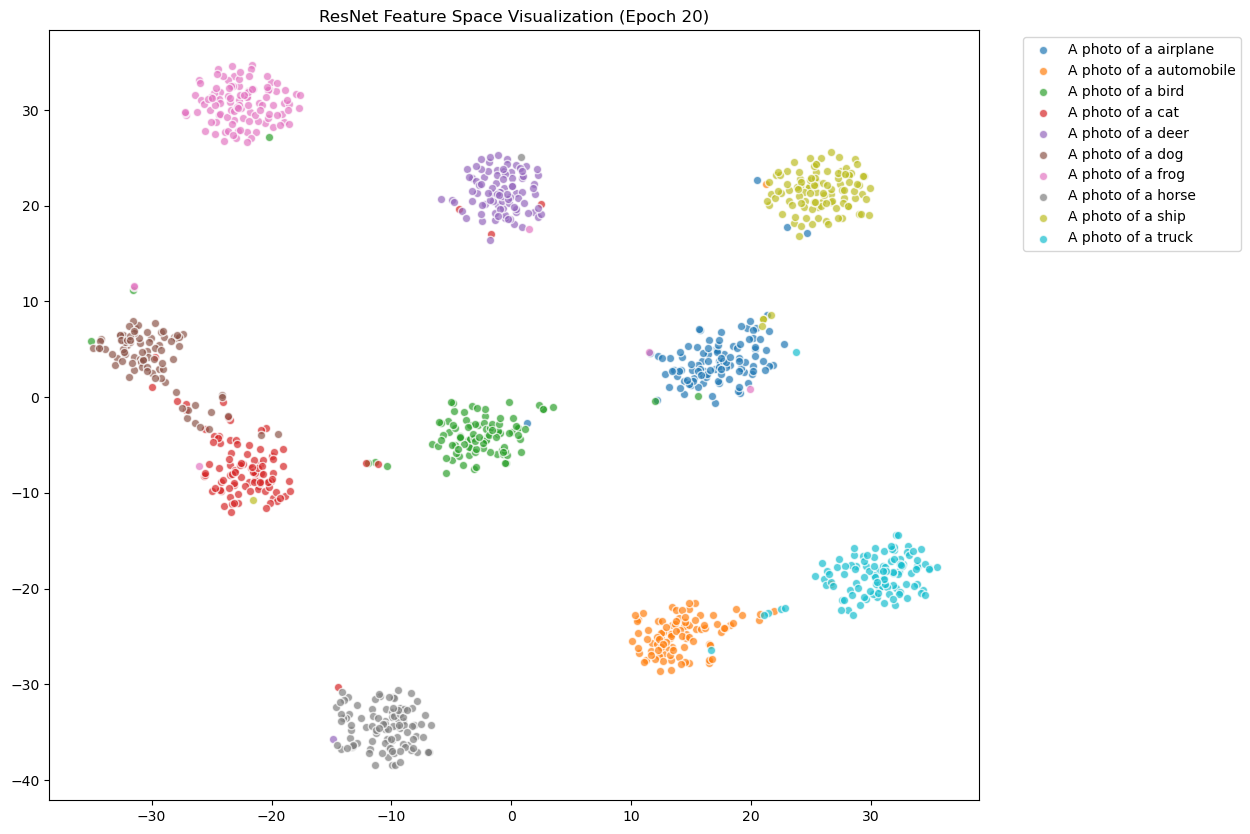 ResNet Feature Space Visualization (Epoch 20)
A photo of a airplane
A photo of a automobile
A photo of a bird
A photo of a cat
A photo of a deer
A photo of a dog
A photo of a frog
A photo of a horse
A photo of a ship
A photo of a truck
30
20
10
0
−10
−20
−30
−40
−30 −20 −10 0 10 20 30